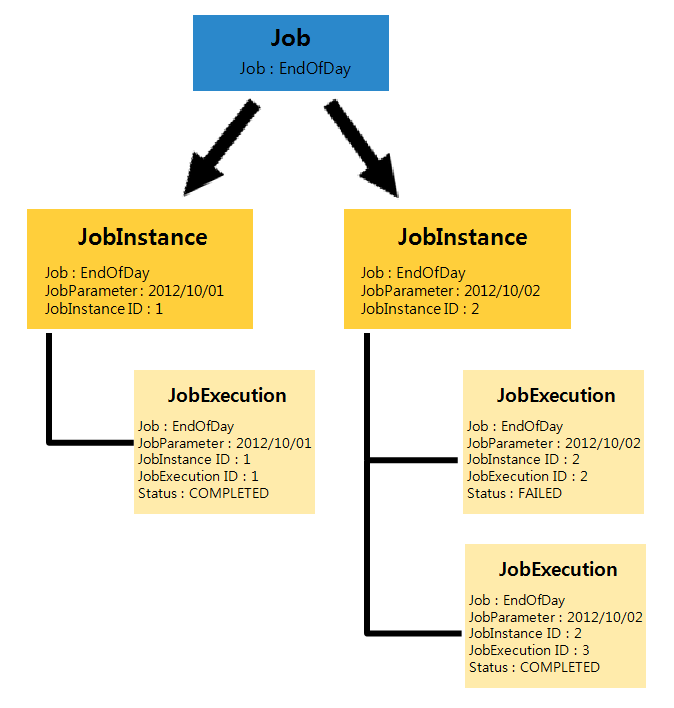 Job
Job : EndOfDay
JobInstance
Job : EndOfDay
JobParameter : 2012/10/01
JobInstance ID : 1
JobInstance
Job : EndOfDay
JobParameter : 2012/10/02
JobInstance ID : 2
JobExecution
Job : EndOfDay
JobParameter : 2012/10/01
JobInstance ID : 1
JobExecution ID : 1
Status : COMPLETED
JobExecution
Job : EndOfDay
JobParameter : 2012/10/02
JobInstance ID : 2
JobExecution ID : 2
Status : FAILED
JobExecution
Job : EndOfDay
JobParameter : 2012/10/02
JobInstance ID : 2
JobExecution ID : 3
Status : COMPLETED